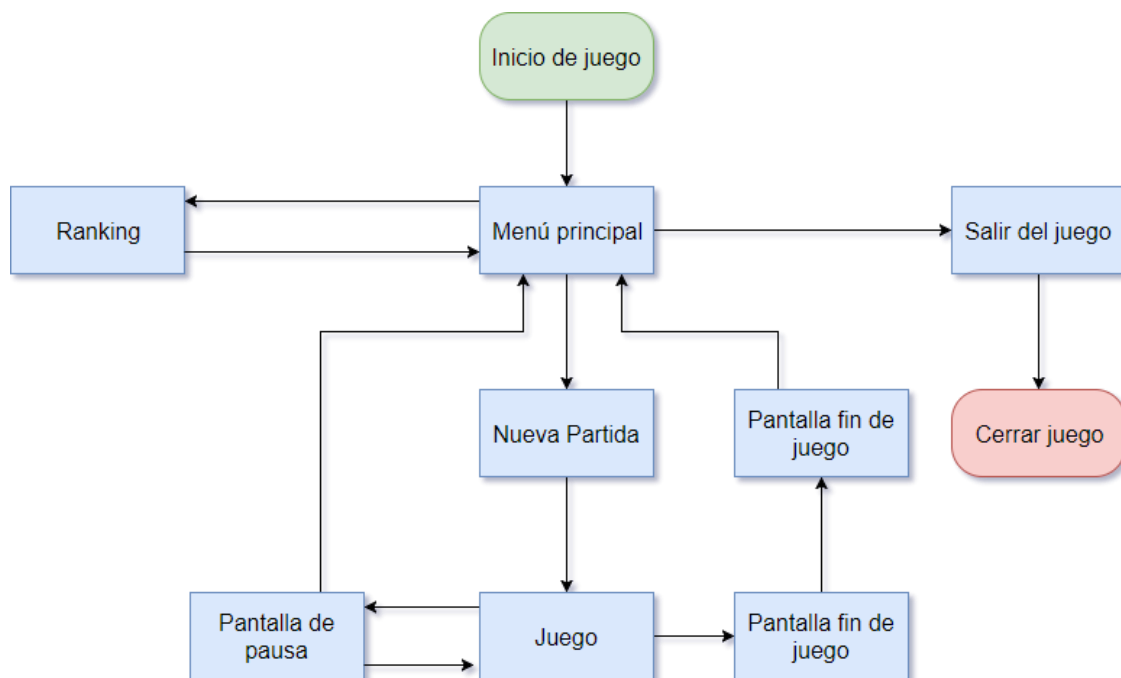 Inicio de juego
Ranking
Menú principal
Salir del juego
Nueva Partida
Pantalla fin de
juego
Cerrar juego
Pantalla de
pausa
Juego
Pantalla fin de
juego